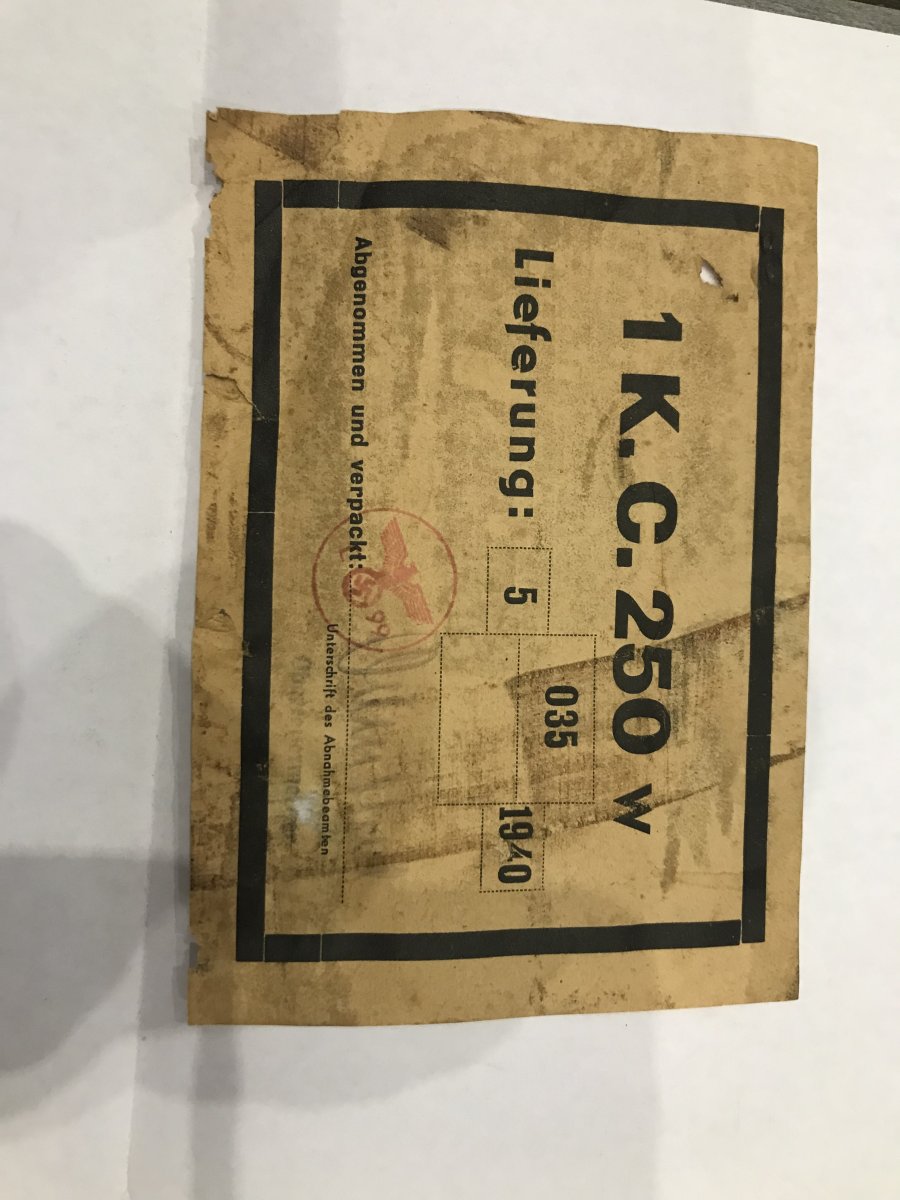 1 K. C. 250 W
035
Lieferung: 5 1940
Abgenommen und verpackt:
Unterschrift des Abnahmebeamten